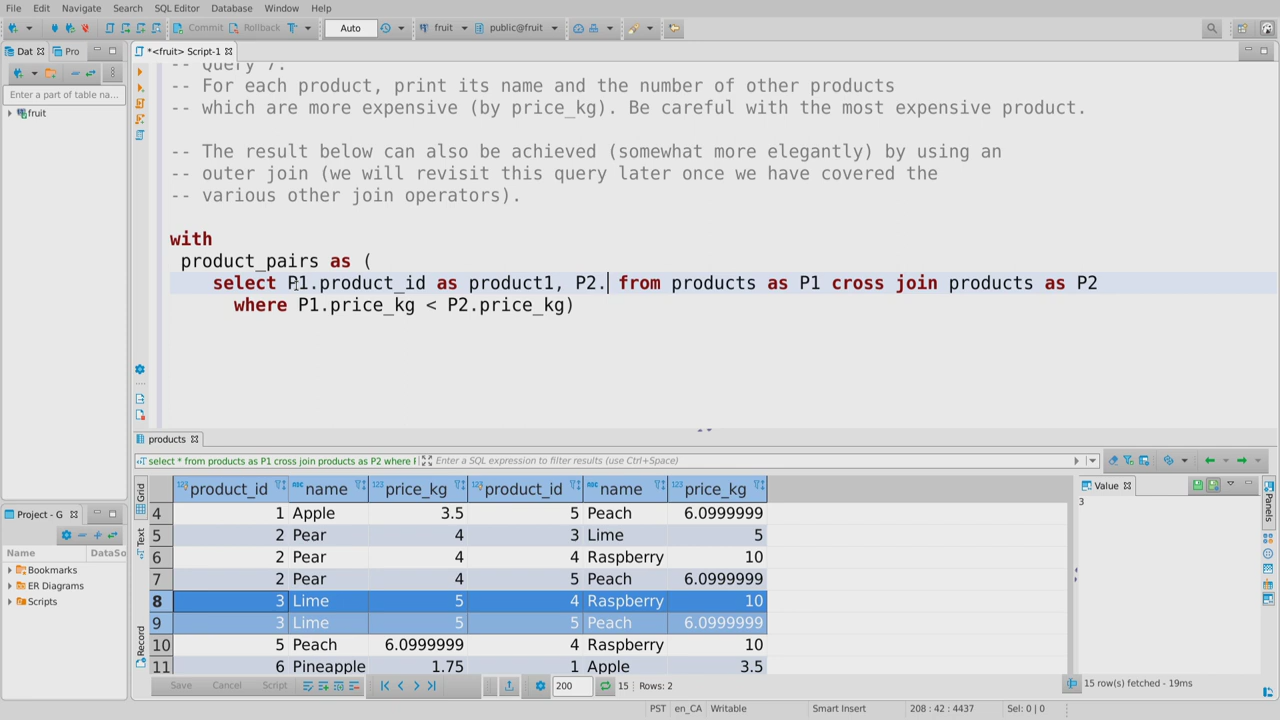 File Edit Navigate Search SQL Editor Database Window Help
Commit Rollback Auto fruit public@fruit
Dat Pro *<fruit> Script-1
Enter a part of table na...
fruit
-- Query 7.
-- For each product, print its name and the number of other products
-- which are more expensive (by price_kg). Be careful with the most expensive product.
-- The result below can also be achieved (somewhat more elegantly) by using an
-- outer join (we will revisit this query later once we have covered the
-- various other join operators).
with
product_pairs as (
select P1.product_id as product1, P2. from products as P1 cross join products as P2
where P1.price_kg < P2.price_kg)
products
select * from products as P1 cross join products as P2 where Enter a SQL expression to filter results (use Ctrl+Space)
Grid
Text
Record
product_id name price_kg product_id name price_kg
4 1 Apple 3.5 5 Peach 6.0999999
5 2 Pear 4 3 Lime 5
6 2 Pear 4 4 Raspberry 10
7 2 Pear 4 5 Peach 6.0999999
8 3 Lime 5 4 Raspberry 10
9 3 Lime 5 5 Peach 6.0999999
10 5 Peach 6.0999999 4 Raspberry 10
11 6 Pineapple 1.75 1 Apple 3.5
Value
3
Panels
Project - G
Name DataSo
Bookmarks
ER Diagrams
Scripts
Save Cancel Script 200 15 Rows: 2
15 row(s) fetched - 19ms
PST en_CA Writable Smart Insert 208 : 42 : 4437 Sel: 0 | 0